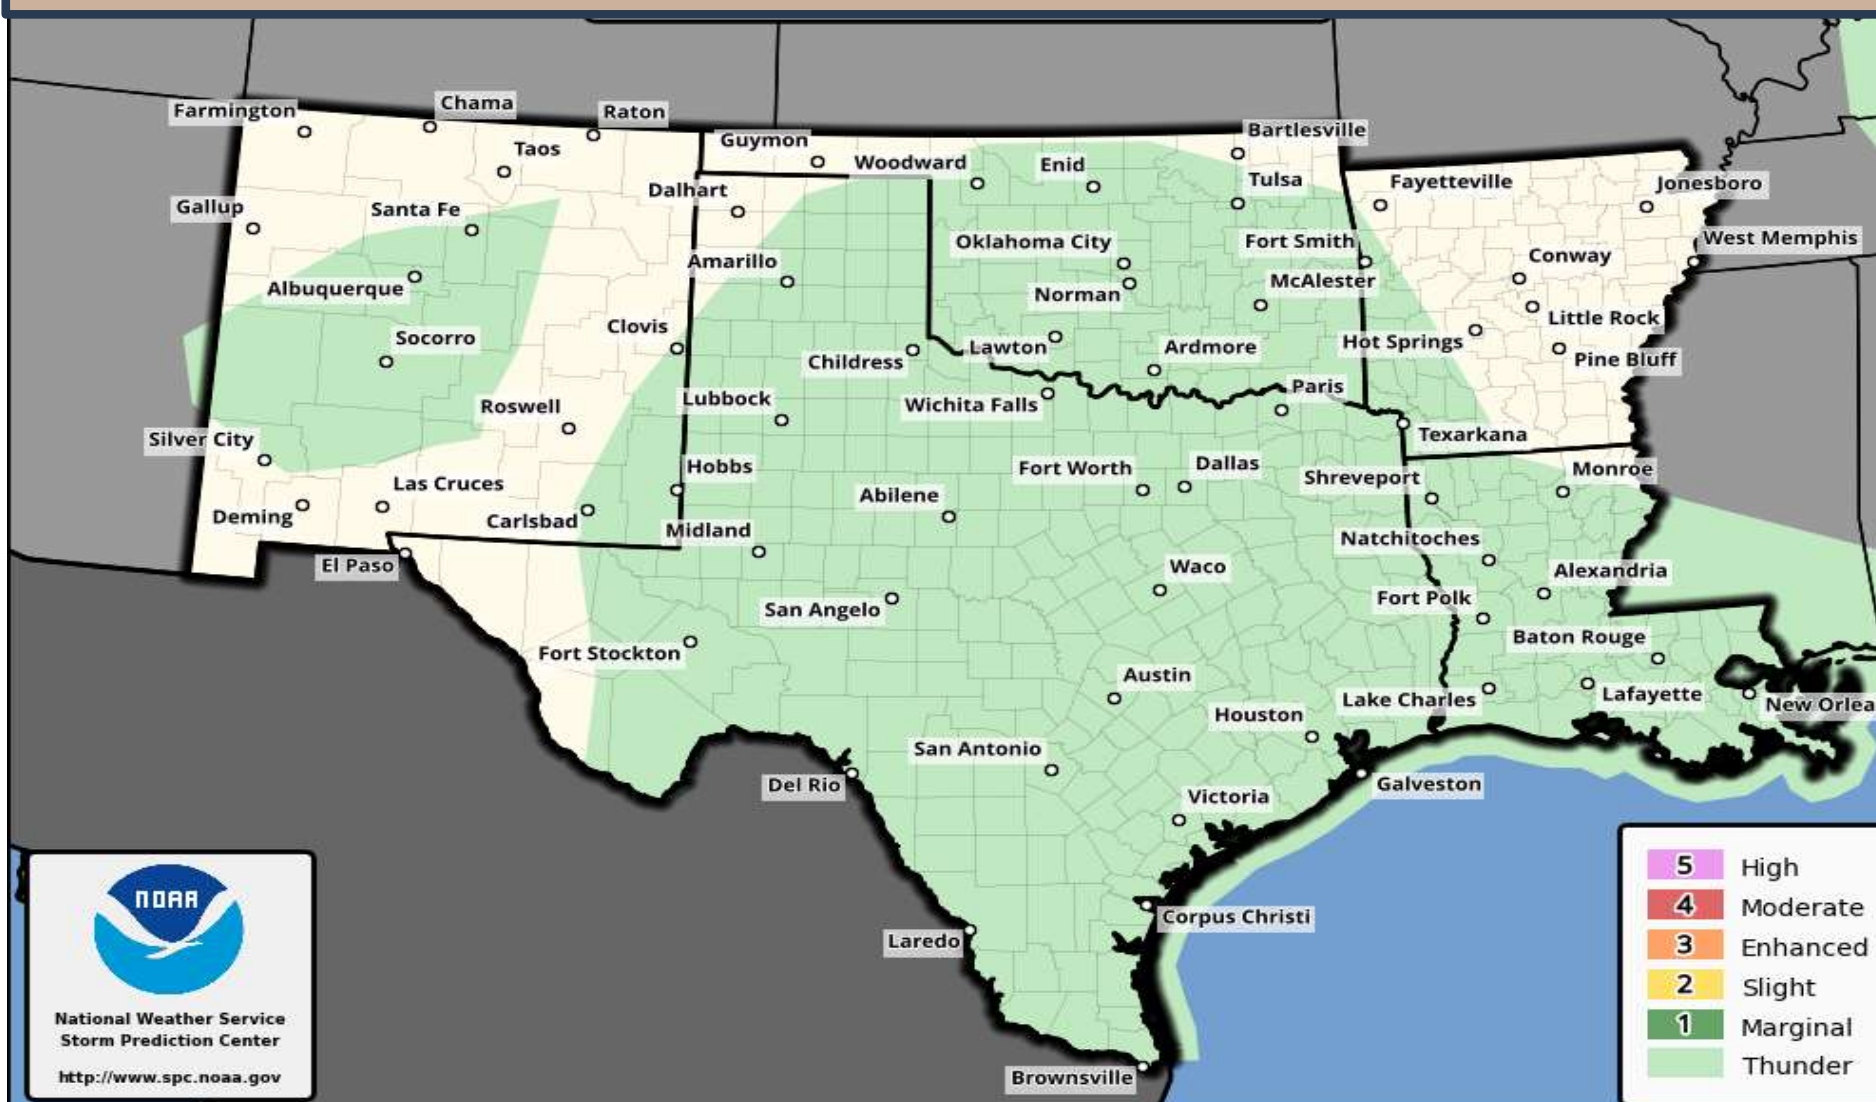 Farmington
Chama
Raton
Taos
Guymon
Bartlesville
Woodward
Enid
Tulsa
Fayetteville
Jonesboro
Dalhart
Gallup
Santa Fe
Oklahoma City
Fort Smith
West Memphis
Conway
Amarillo
Albuquerque
Norman
McAlester
Little Rock
Clovis
Socorro
Childress
Lawton
Ardmore
Hot Springs
Pine Bluff
Paris
Lubbock
Roswell
Wichita Falls
Texarkana
Silver City
Hobbs
Fort Worth
Dallas
Shreveport
Monroe
Las Cruces
Abilene
Deming
Carlsbad
Midland
Natchitoches
El Paso
Waco
Alexandria
San Angelo
Fort Polk
Fort Stockton
Baton Rouge
Austin
Lake Charles
Lafayette
New Orlea
Houston
San Antonio
Del Rio
Galveston
Victoria
Corpus Christi
Laredo
Brownsville
NOAA
National Weather Service
Storm Prediction Center
http://www.spc.noaa.gov
5 High
4 Moderate
3 Enhanced
2 Slight
1 Marginal
Thunder